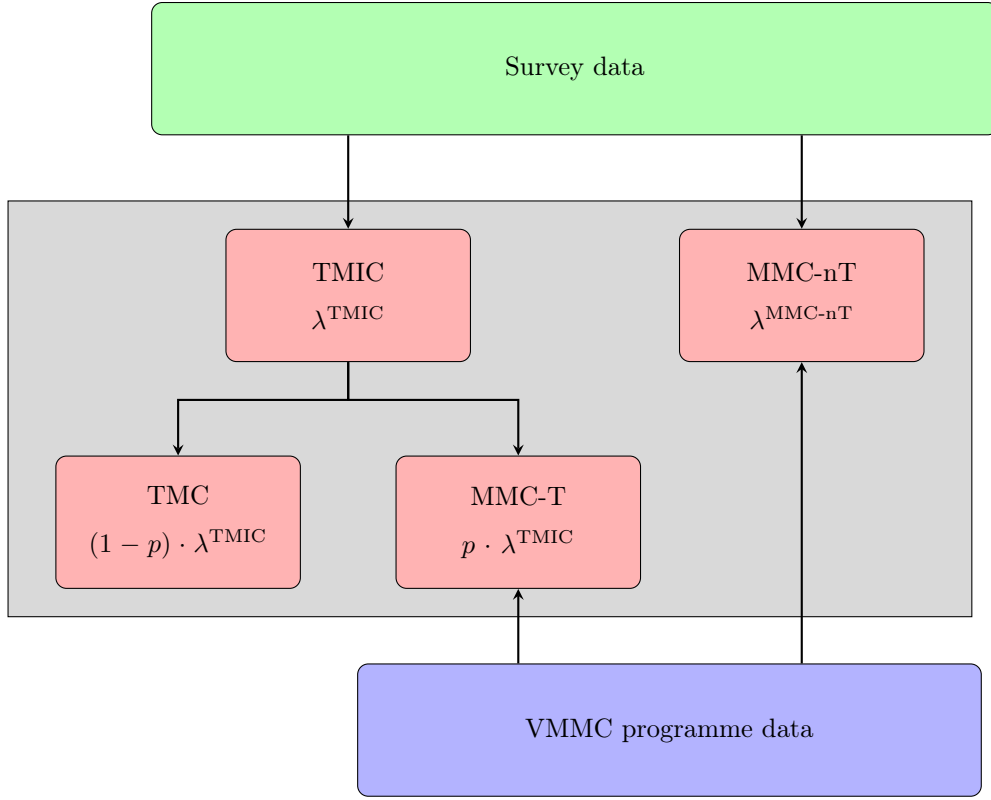 Survey data
TMIC
λ^TMIC
MMC-nT
λ^MMC-nT
TMC
(1 − p) · λ^TMIC
MMC-T
p · λ^TMIC
VMMC programme data